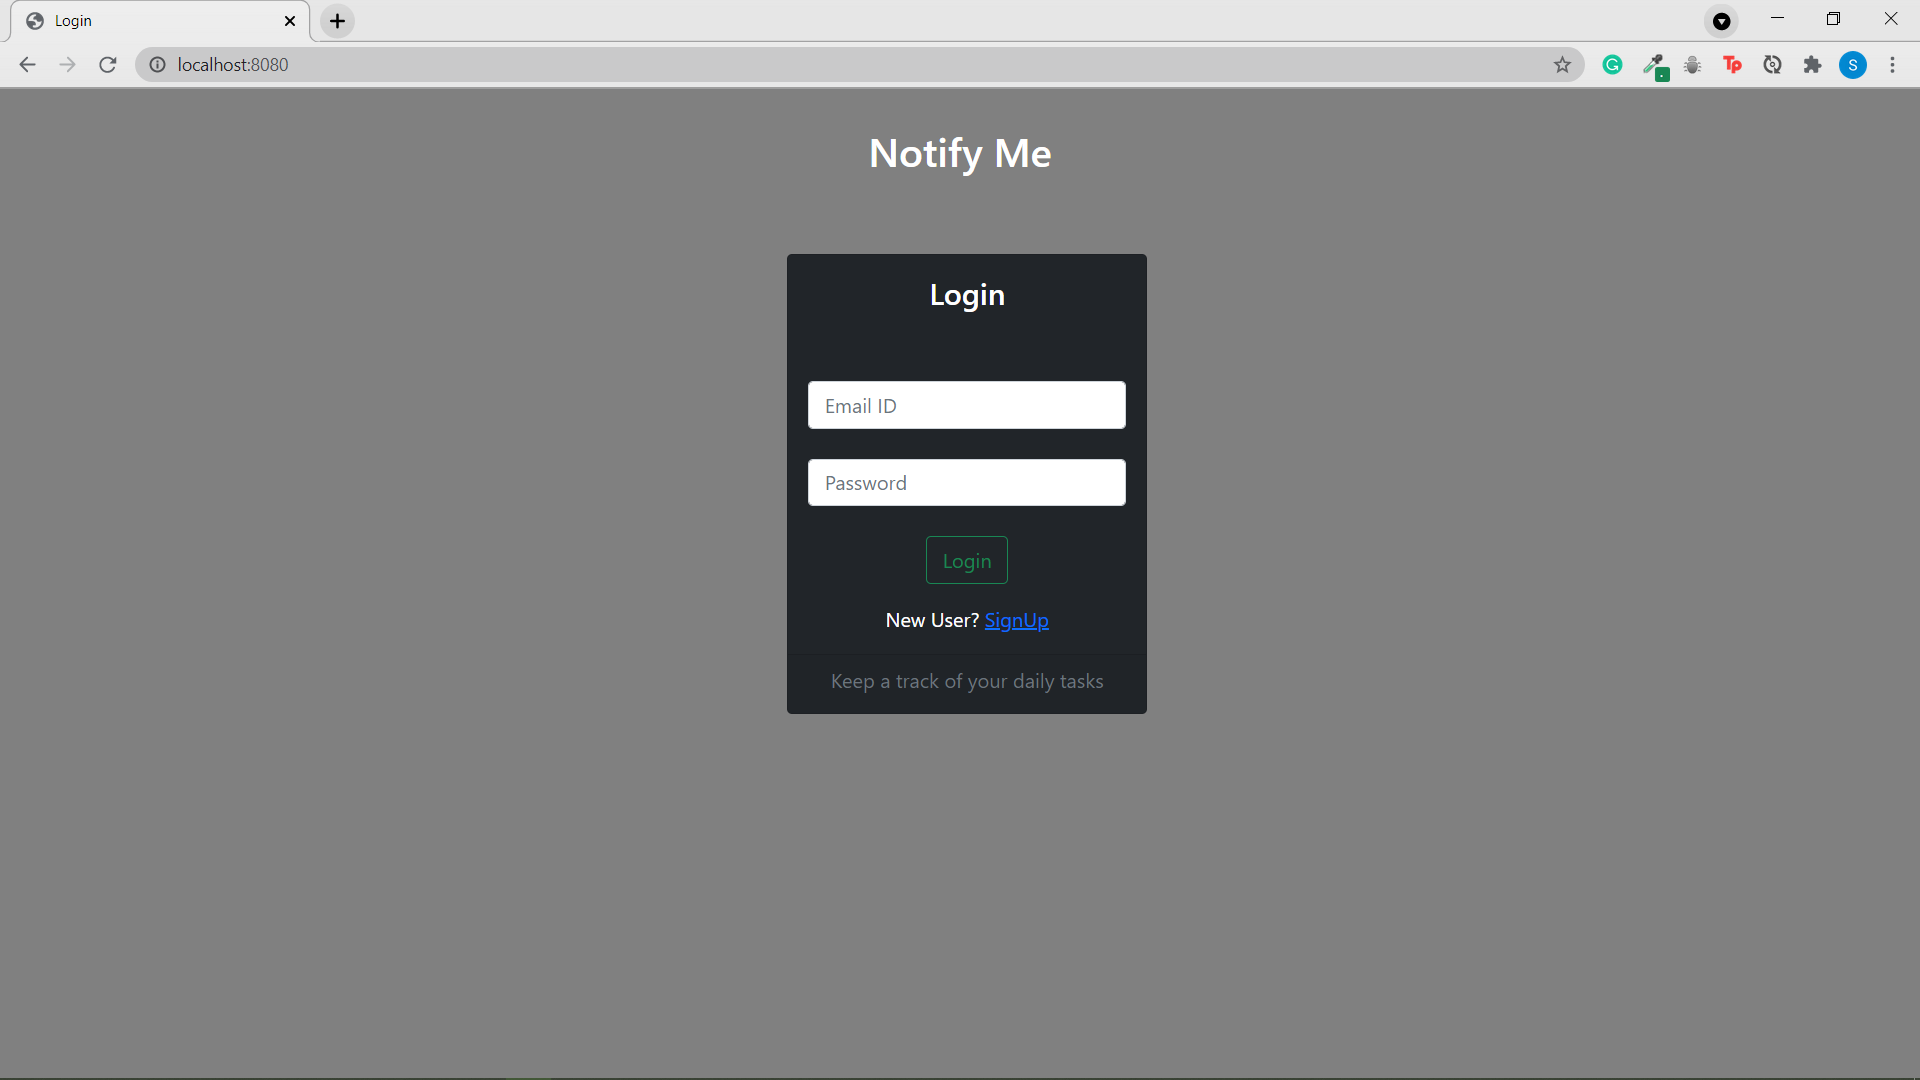 Login
localhost:8080
Tp
S
Notify Me
Login
Email ID
Password
Login
New User? SignUp
Keep a track of your daily tasks